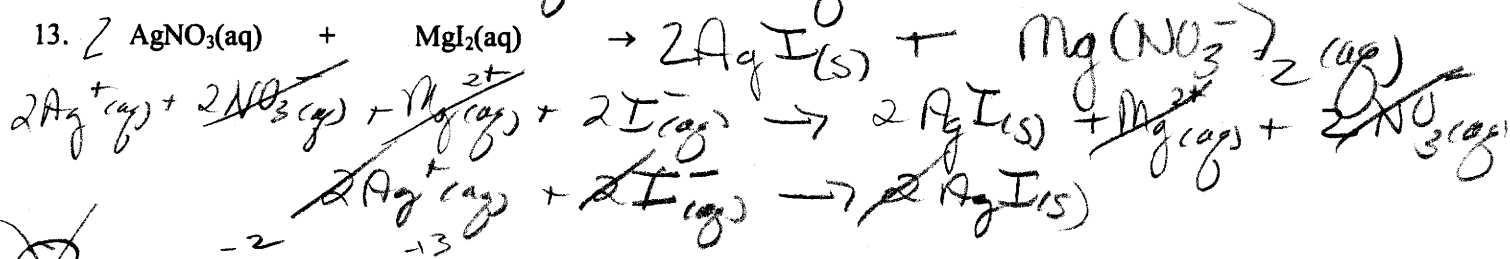 13. 2 AgNO₃(aq) + MgI₂(aq) → 2AgI(s) + Mg(NO₃⁻)₂ (aq)
2Ag⁺(aq) + 2NO₃⁻(aq) + Mg²⁺(aq) + 2I⁻(aq) → 2AgI(s) + Mg²⁺(aq) + 2NO₃(aq)
2Ag⁺(aq) + 2I⁻(aq) → 2AgI(s)
-2 +3